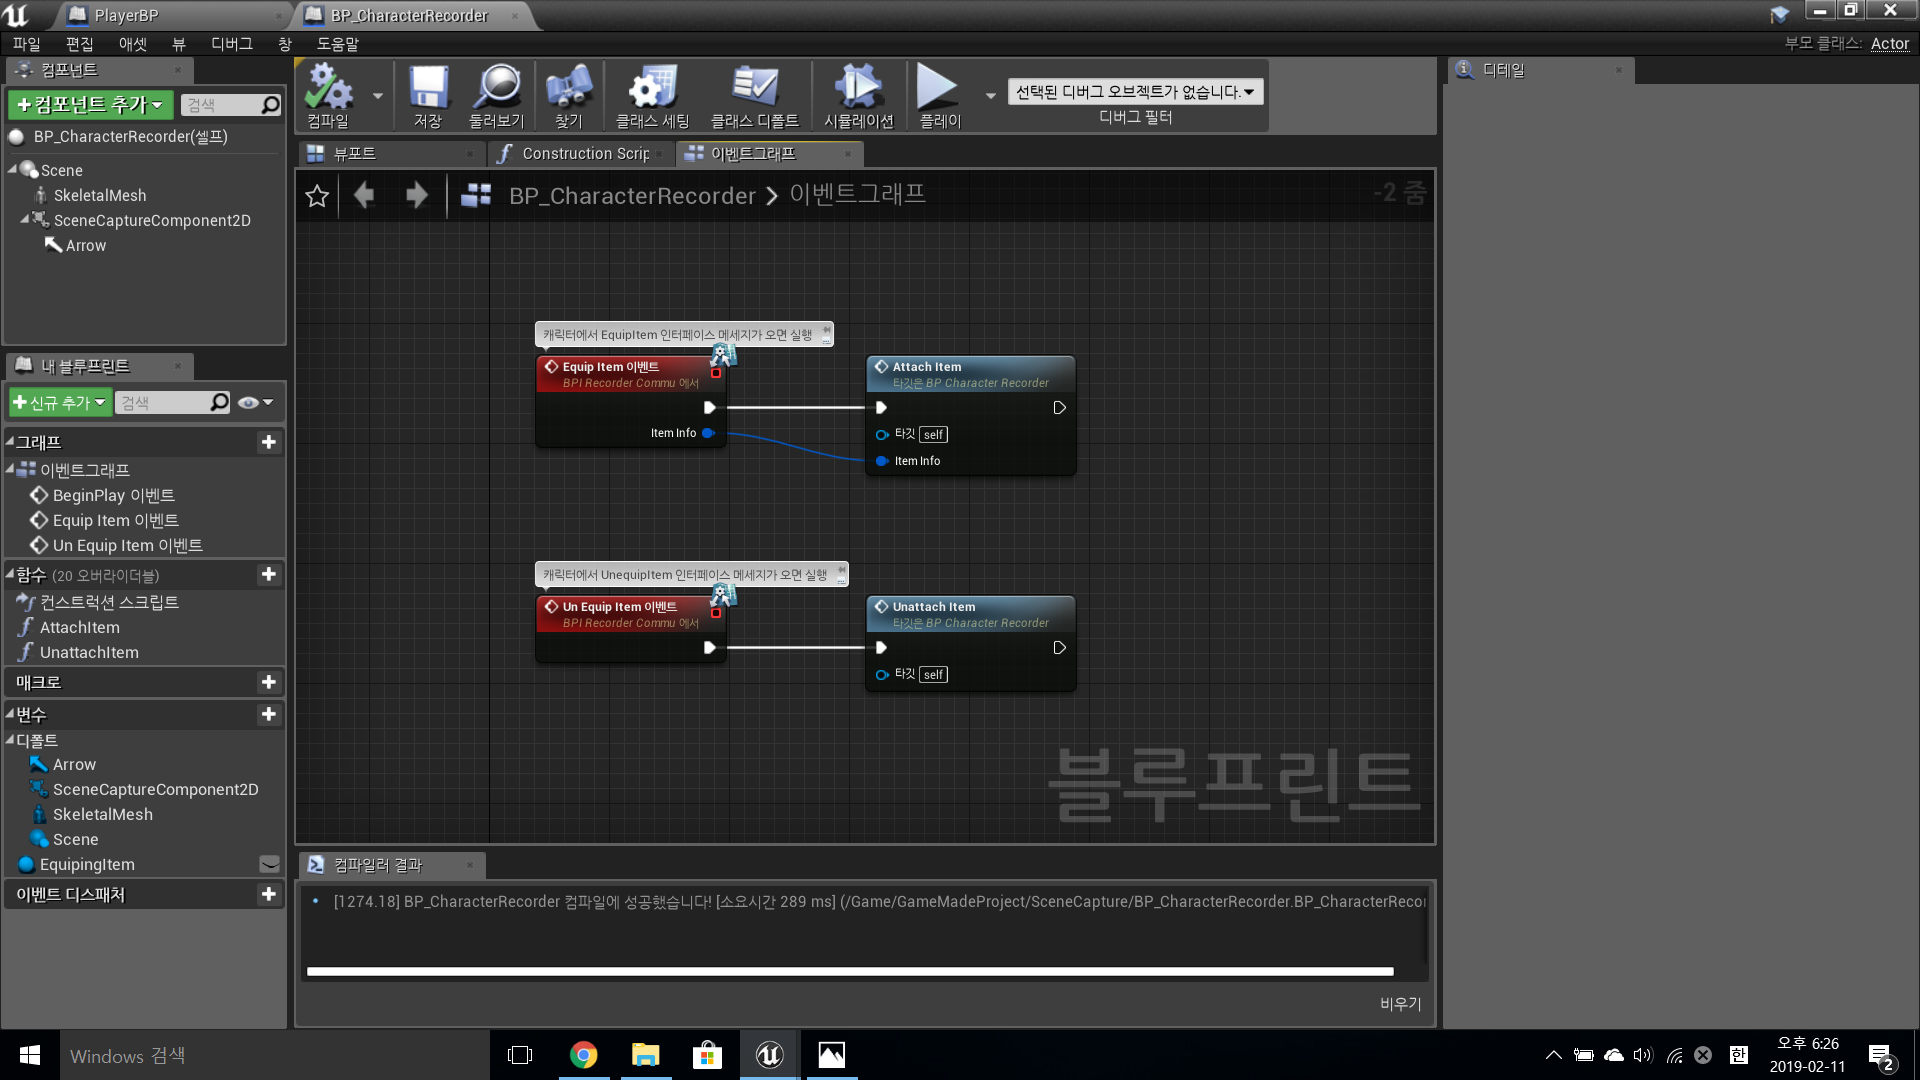 PlayerBP
BP_CharacterRecorder
파일 편집 애셋 뷰 디버그 창 도움말
부모 클래스: Actor
컴포넌트
+컴포넌트 추가
검색
BP_CharacterRecorder(셀프)
Scene
SkeletalMesh
SceneCaptureComponent2D
Arrow
내 블루프린트
+신규 추가
검색
그래프
이벤트그래프
BeginPlay 이벤트
Equip Item 이벤트
Un Equip Item 이벤트
함수 (20 오버라이더블)
컨스트럭션 스크립트
AttachItem
UnattachItem
매크로
변수
디폴트
Arrow
SceneCaptureComponent2D
SkeletalMesh
Scene
EquipingItem
이벤트 디스패처
컴파일 저장 둘러보기 찾기 클래스 세팅 클래스 디폴트 시뮬레이션 플레이
선택된 디버그 오브젝트가 없습니다.
디버그 필터
뷰포트
Construction Scrip
이벤트그래프
BP_CharacterRecorder > 이벤트그래프
-2 줌
캐릭터에서 EquipItem 인터페이스 메세지가 오면 실행
Equip Item 이벤트
BPI Recorder Commu 에서
Item Info
Attach Item
타깃은 BP Character Recorder
타깃 self
Item Info
캐릭터에서 UnequipItem 인터페이스 메세지가 오면 실행
Un Equip Item 이벤트
BPI Recorder Commu 에서
Unattach Item
타깃은 BP Character Recorder
타깃 self
블루프린트
컴파일러 결과
[1274.18] BP_CharacterRecorder 컴파일에 성공했습니다! [소요시간 289 ms] (/Game/GameMadeProject/SceneCapture/BP_CharacterRecorder.BP_CharacterRecor
비우기
디테일
Windows 검색
한
오후 6:26
2019-02-11
2